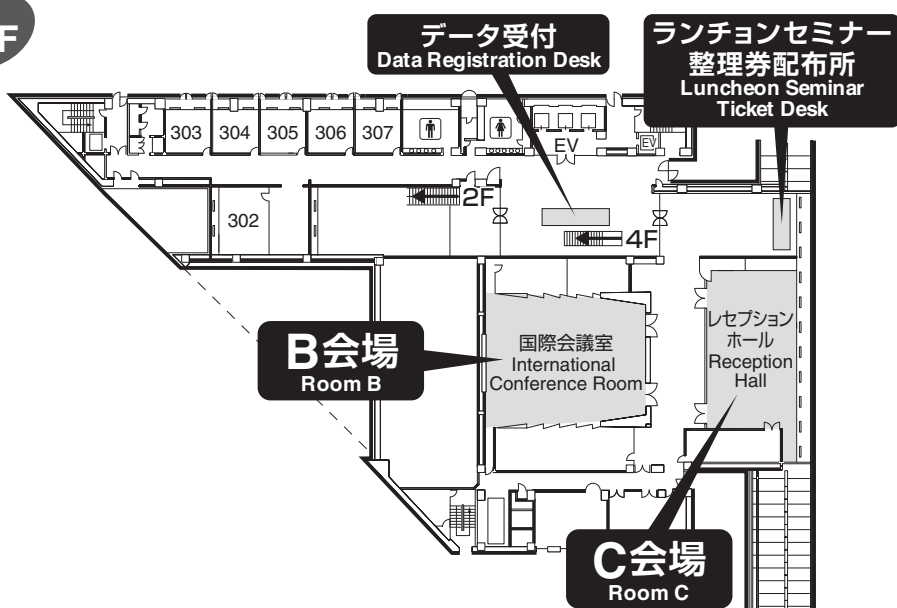 F
データ受付
Data Registration Desk
ランチョンセミナー
整理券配布所
Luncheon Seminar
Ticket Desk
303
304
305
306
307
EV
EV
302
2F
4F
B会場
Room B
国際会議室
International
Conference Room
レセプション
ホール
Reception
Hall
C会場
Room C